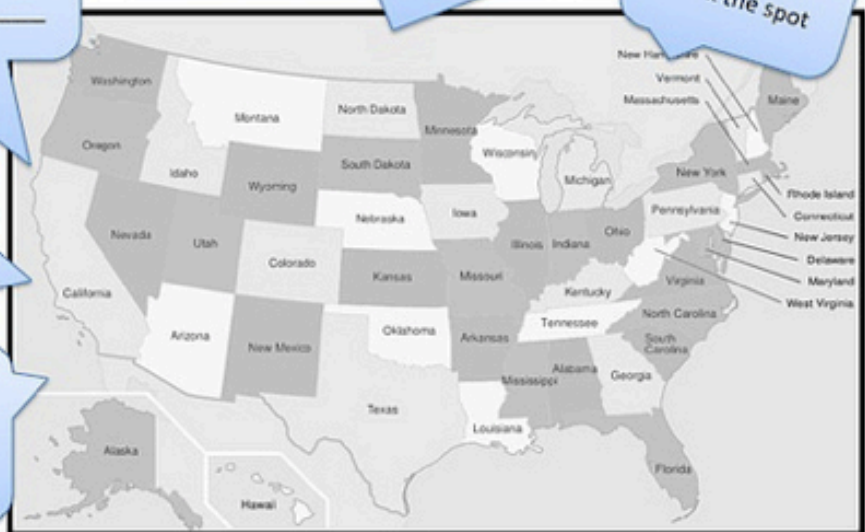 the spot
New Hampshire
Vermont
Massachusetts
Maine
Washington
Montana
North Dakota
Minnesota
Oregon
Idaho
Wisconsin
South Dakota
Wyoming
Michigan
New York
Rhode Island
Connecticut
Pennsylvania
New Jersey
Nebraska
Iowa
Nevada
Utah
Illinois
Indiana
Ohio
Delaware
Maryland
West Virginia
Colorado
Kansas
Missouri
Virginia
California
Kentucky
North Carolina
Arizona
Oklahoma
Tennessee
New Mexico
Arkansas
South
Carolina
Mississippi
Alabama
Georgia
Texas
Louisiana
Alaska
Florida
Hawaii